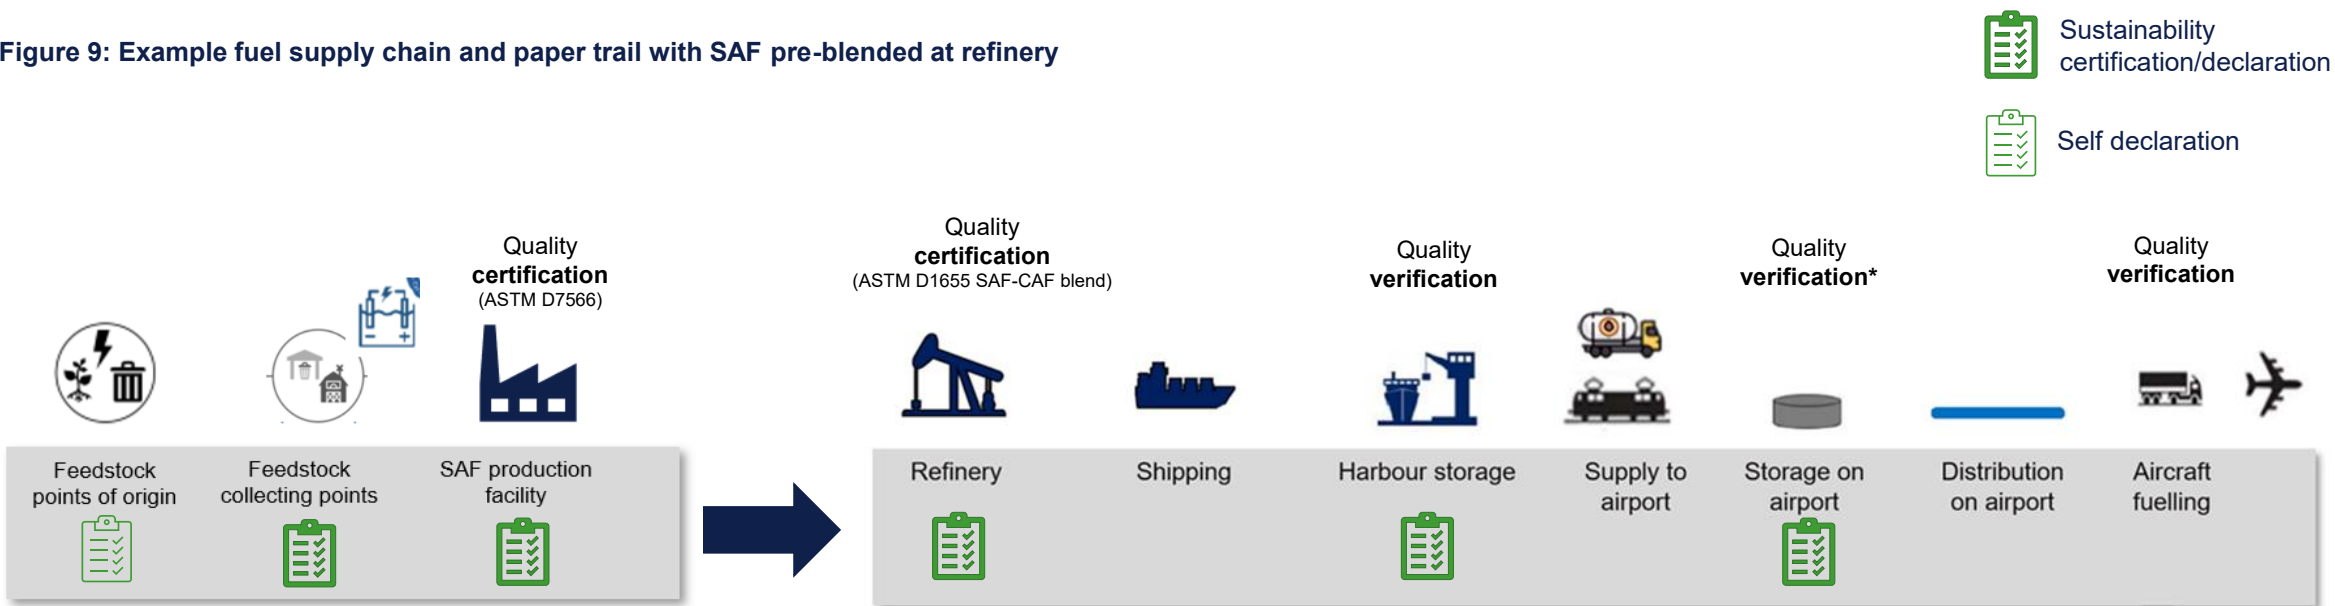 Figure 9: Example fuel supply chain and paper trail with SAF pre-blended at refinery
Sustainability
certification/declaration
Self declaration
Quality
certification
(ASTM D7566)
Quality
certification
(ASTM D1655 SAF-CAF blend)
Quality
verification
Quality
verification*
Quality
verification
Feedstock
points of origin
Feedstock
collecting points
SAF production
facility
Refinery
Shipping
Harbour storage
Supply to
airport
Storage on
airport
Distribution
on airport
Aircraft
fuelling